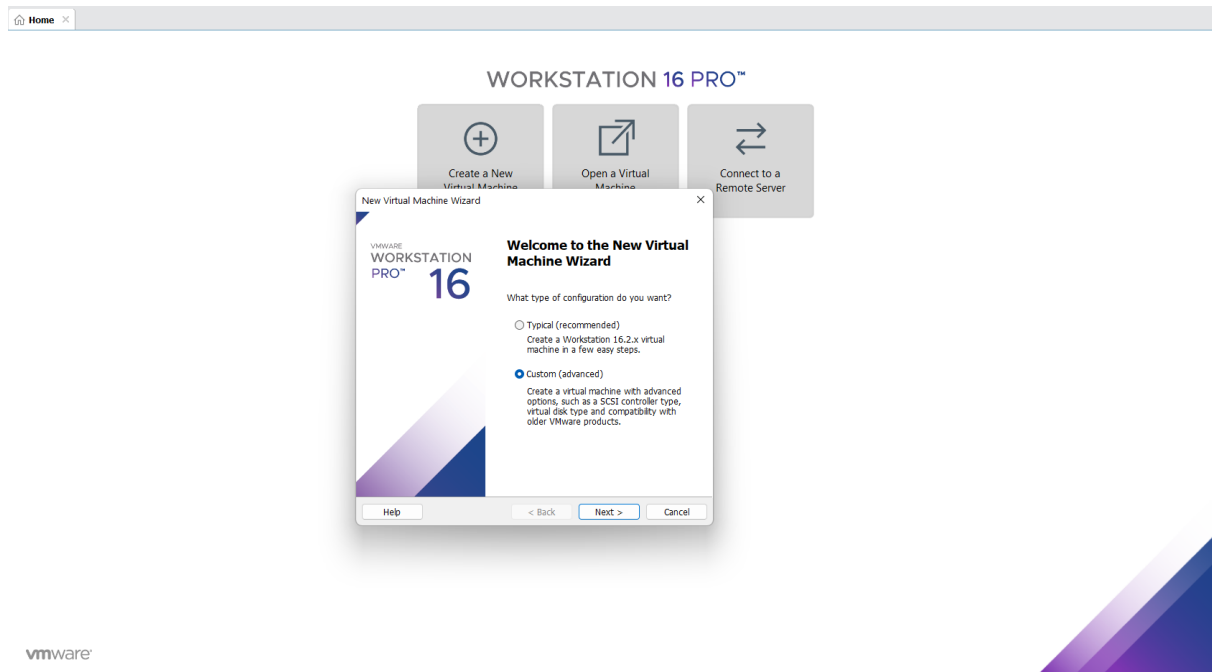 Home
WORKSTATION 16 PRO™
Create a New
Virtual Machine
Open a Virtual
Machine
Connect to a
Remote Server
New Virtual Machine Wizard
VMWARE
WORKSTATION
PRO™ 16
Welcome to the New Virtual
Machine Wizard
What type of configuration do you want?
Typical (recommended)
Create a Workstation 16.2.x virtual
machine in a few easy steps.
Custom (advanced)
Create a virtual machine with advanced
options, such as a SCSI controller type,
virtual disk type and compatibility with
older VMware products.
Help
< Back
Next >
Cancel
vmware